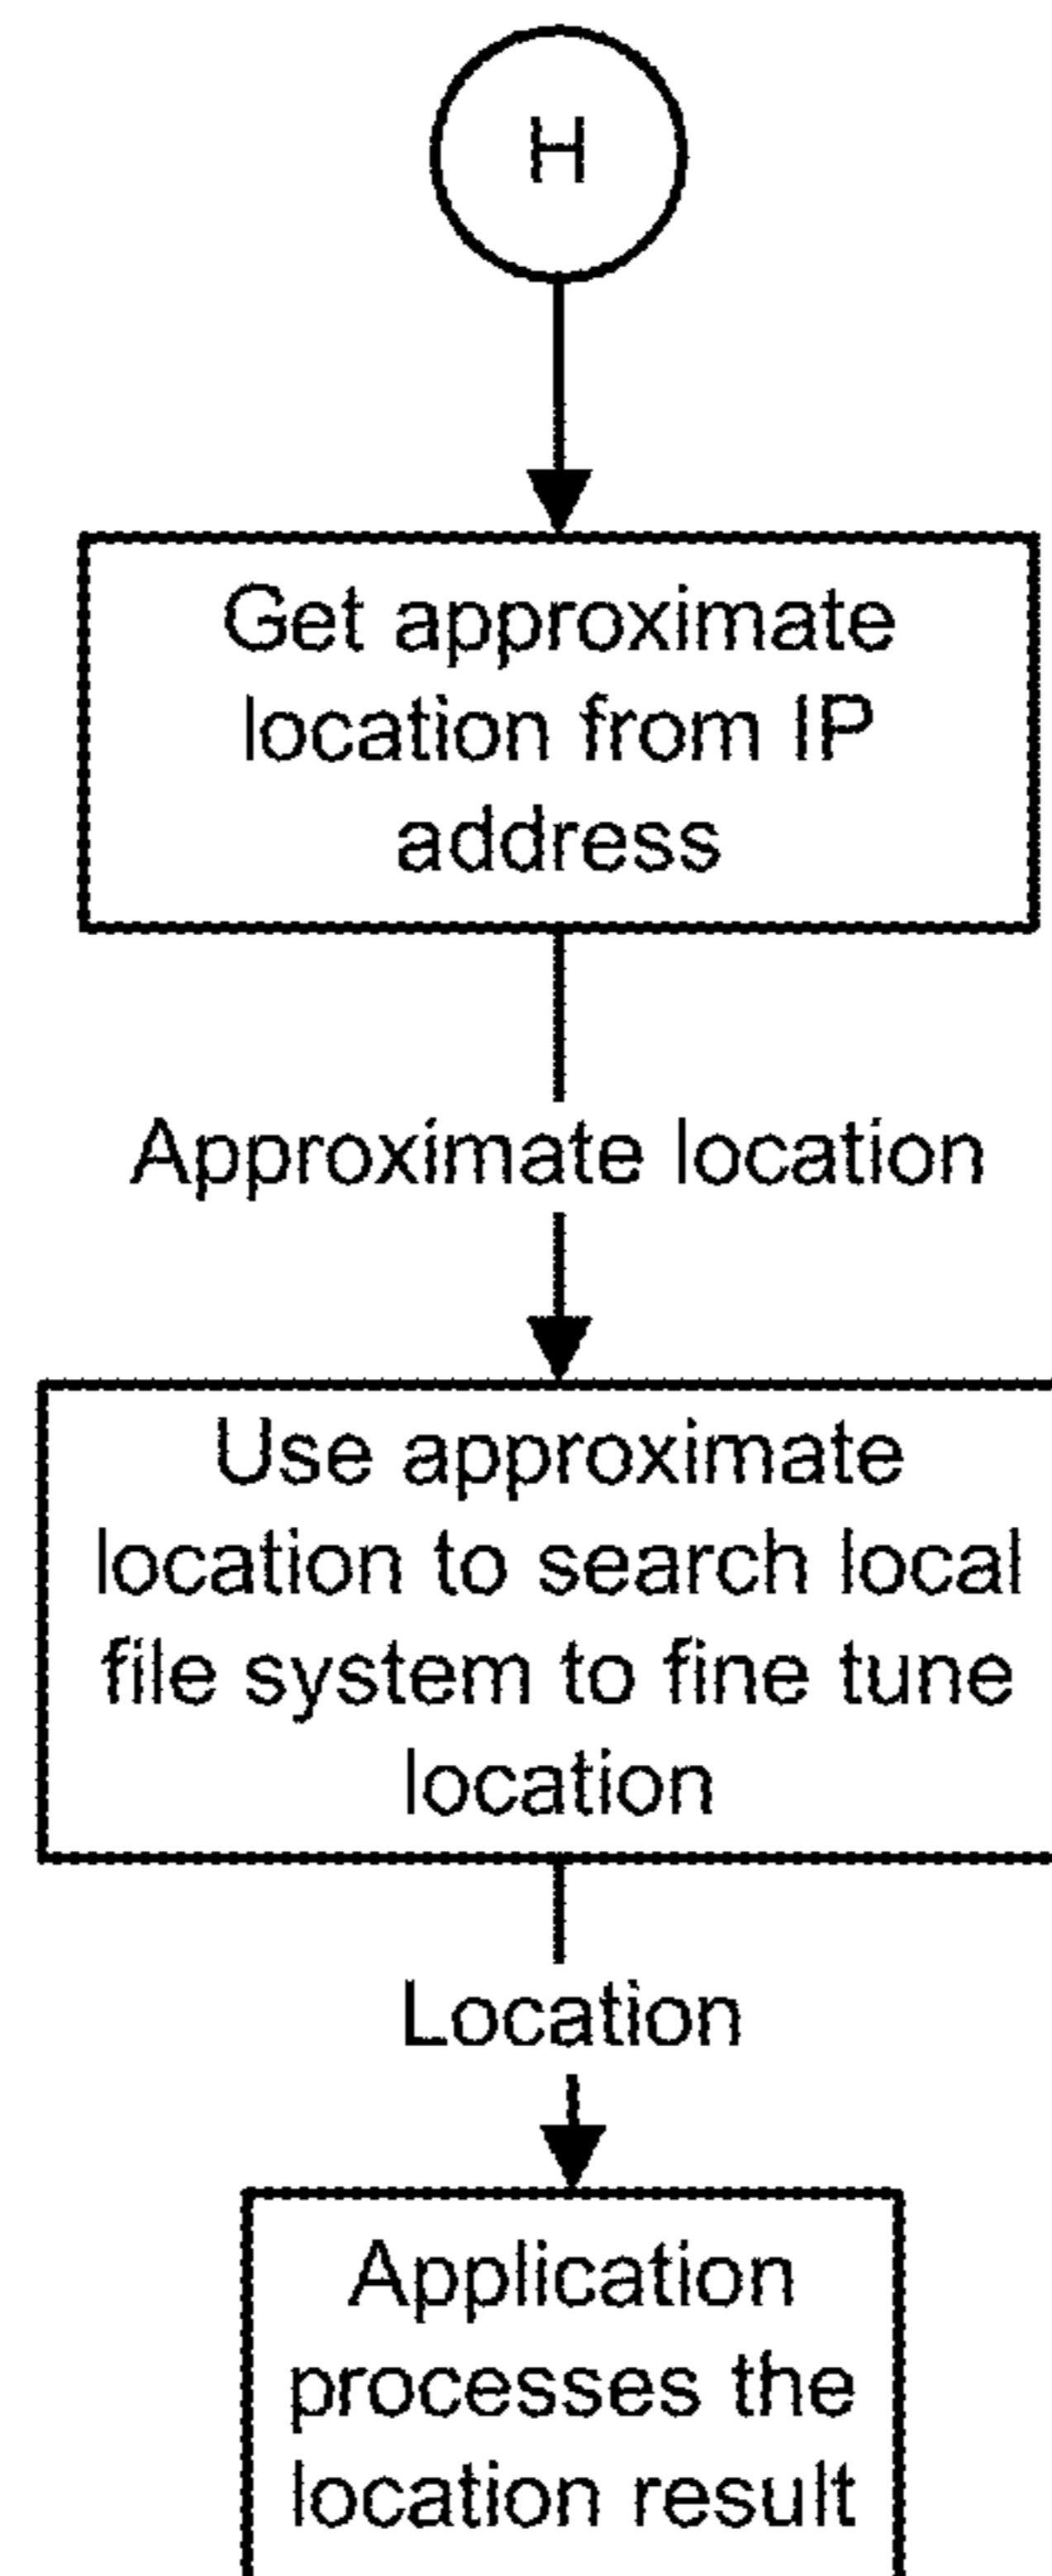 H
Get approximate
location from IP
address
Approximate location
Use approximate
location to search local
file system to fine tune
location
Location
Application
processes the
location result